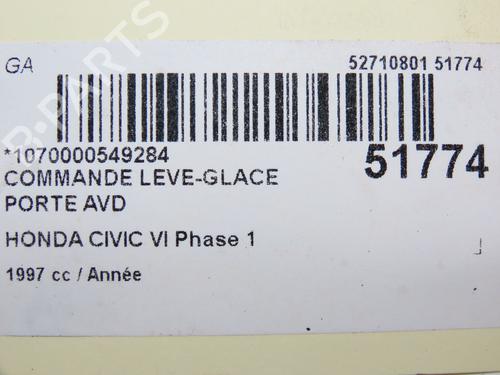 GA
52710801 51774
*1070000549284
51774
COMMANDE LEVE-GLACE
PORTE AVD
HONDA CIVIC VI Phase 1
1997 cc / Année